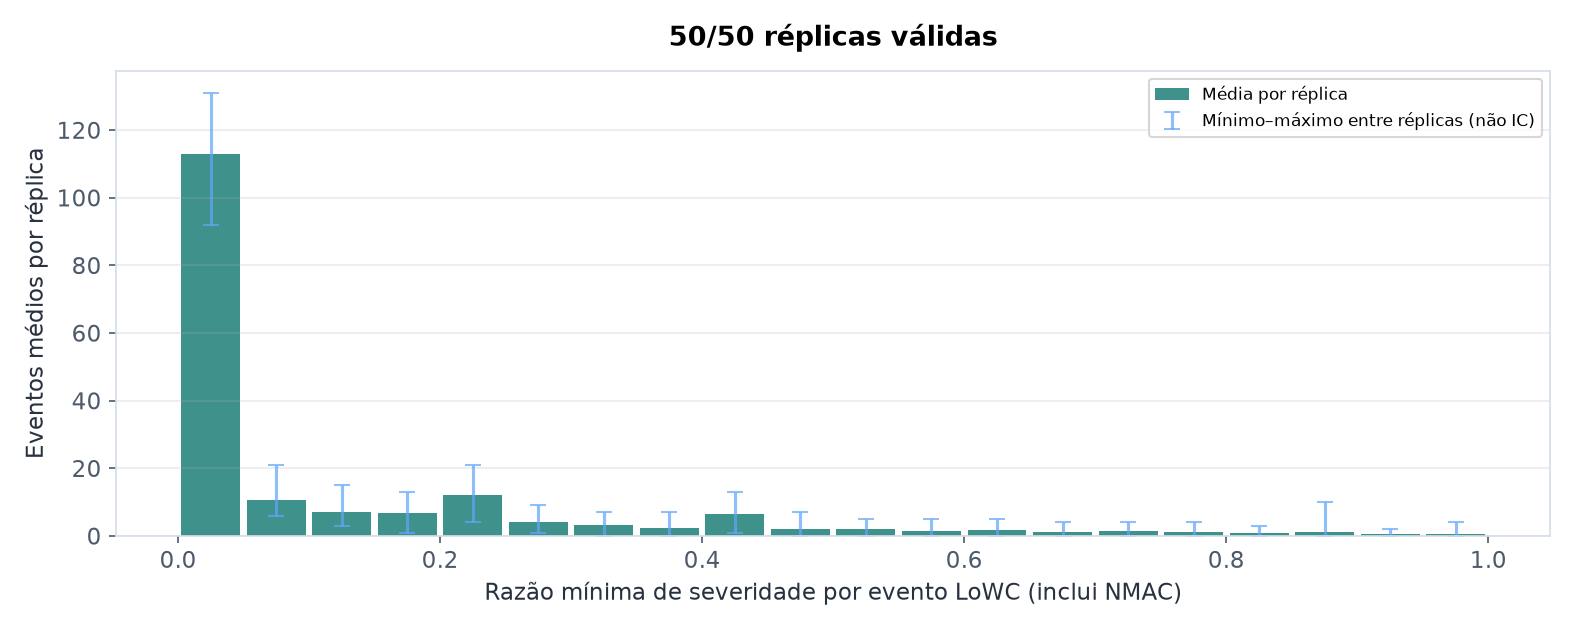 50/50 réplicas válidas
Média por réplica
Mínimo–máximo entre réplicas (não IC)
Eventos médios por réplica
120
100
80
60
40
20
0
0.0 0.2 0.4 0.6 0.8 1.0
Razão mínima de severidade por evento LoWC (inclui NMAC)